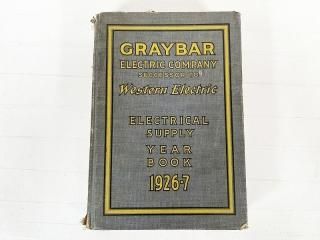 GRAYBAR
ELECTRIC COMPANY
SUCCESSOR TO
Western Electric
ELECTRICAL
SUPPLY
YEAR
BOOK
1926-7